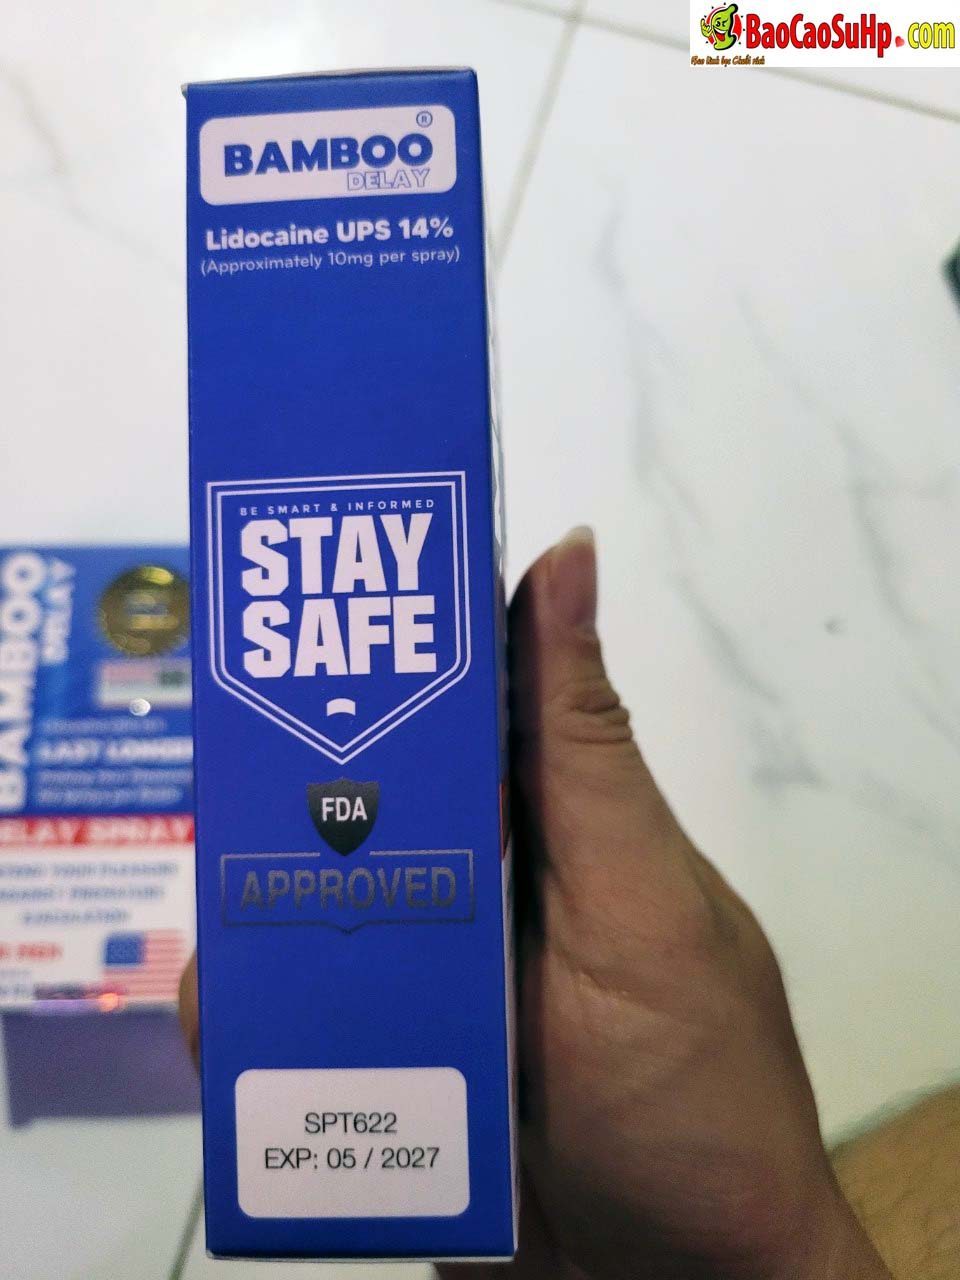 BaoCaoSuHp.com
BAMBOO®
DELAY
Lidocaine UPS 14%
(Approximately 10mg per spray)
BE SMART & INFORMED
STAY
SAFE
FDA
APPROVED
SPT622
EXP: 05 / 2027
BAMBOO
SPRAY
LAST LONGER
DELAY SPRAY